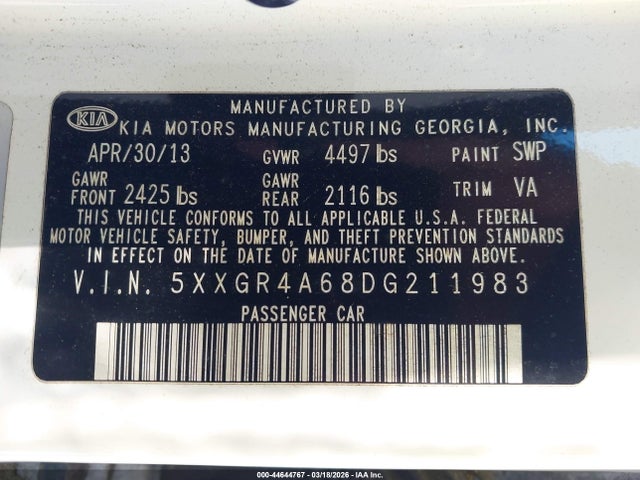 MANUFACTURED BY
KIA KIA MOTORS MANUFACTURING GEORGIA, INC.
APR/30/13 GVWR 4497 lbs PAINT SWP
GAWR FRONT 2425 lbs GAWR REAR 2116 lbs TRIM VA
THIS VEHICLE CONFORMS TO ALL APPLICABLE U.S.A. FEDERAL
MOTOR VEHICLE SAFETY, BUMPER, AND THEFT PREVENTION STANDARDS
IN EFFECT ON THE DATE OF MANUFACTURE SHOWN ABOVE.
V.I.N. 5XXGR4A68DG211983
PASSENGER CAR
000-44644767 - 03/18/2026 - IAA Inc.